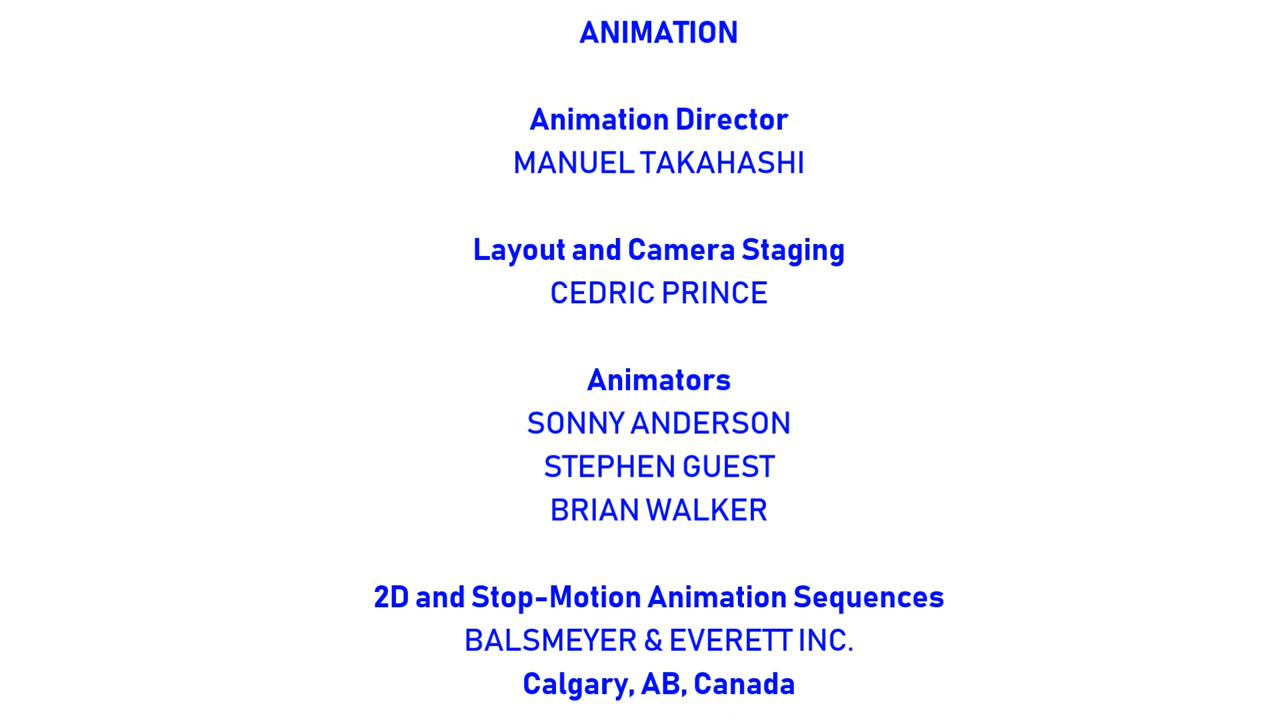 ANIMATION
Animation Director
MANUEL TAKAHASHI
Layout and Camera Staging
CEDRIC PRINCE
Animators
SONNY ANDERSON
STEPHEN GUEST
BRIAN WALKER
2D and Stop-Motion Animation Sequences
BALSMEYER & EVERETT INC.
Calgary, AB, Canada